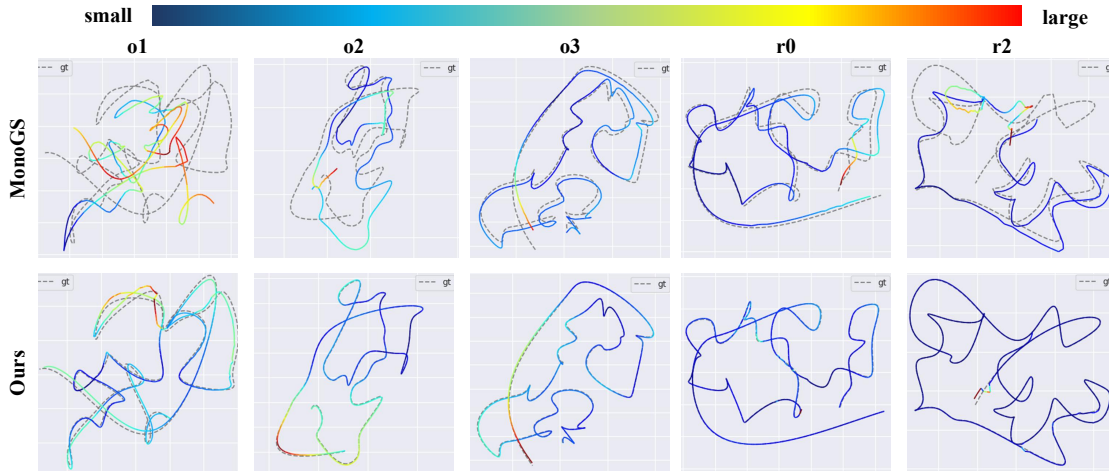 small large
o1 o2 o3 r0 r2
MonoGS
gt gt gt gt gt
Ours
gt gt gt gt gt